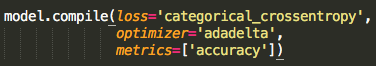 model.compile(loss='categorical_crossentropy',
optimizer='adadelta',
metrics=['accuracy'])